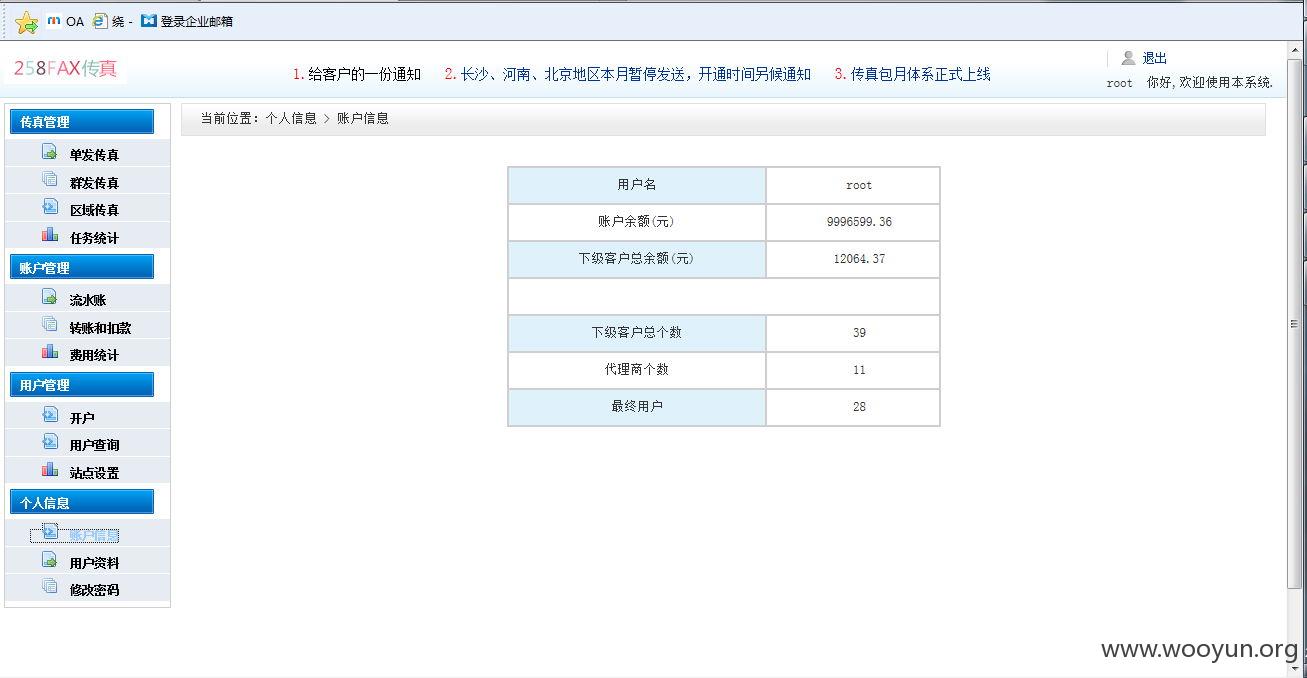 OA 绕 - 登录企业邮箱
258FAX传真
1. 给客户的一份通知 2. 长沙、河南、北京地区本月暂停发送，开通时间另候通知 3. 传真包月体系正式上线
退出
root 你好, 欢迎使用本系统.
当前位置：个人信息 > 账户信息
传真管理
单发传真
群发传真
区域传真
任务统计
账户管理
流水账
转账和扣款
费用统计
用户管理
开户
用户查询
站点设置
个人信息
账户信息
用户资料
修改密码
用户名 root
账户余额(元) 9996599.36
下级客户总余额(元) 12064.37
下级客户总个数 39
代理商个数 11
最终用户 28
www.wooyun.org